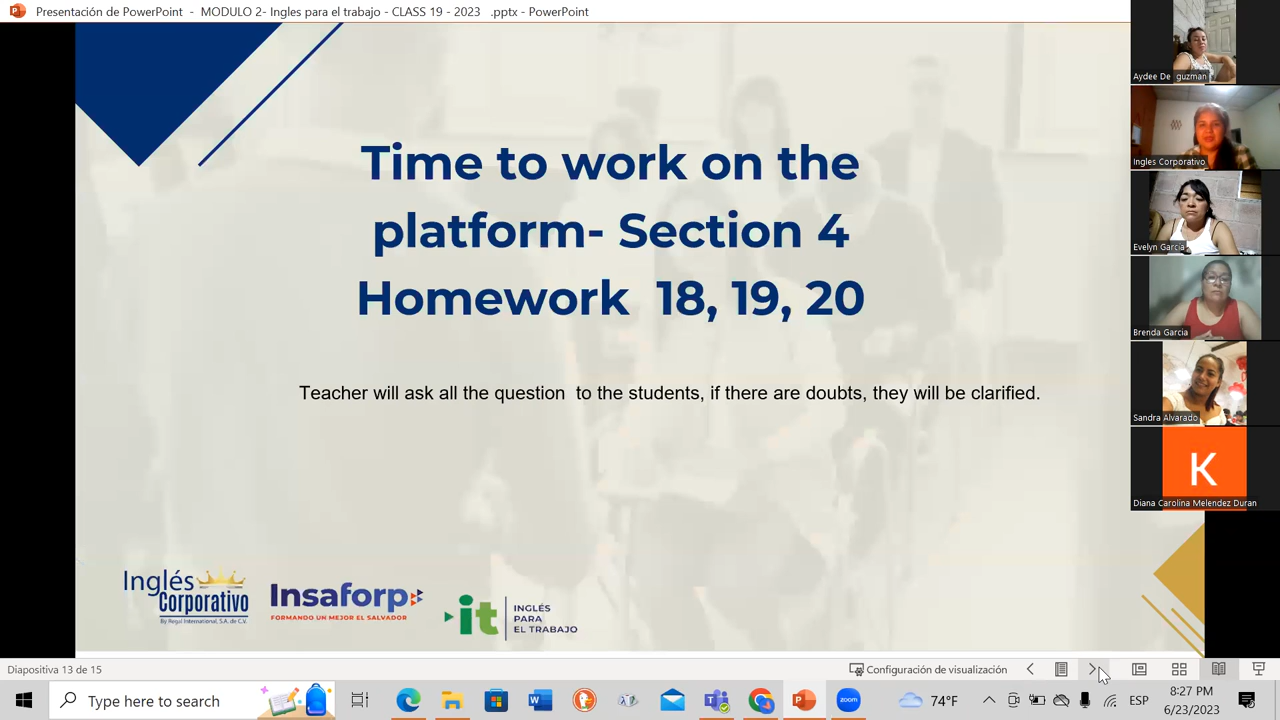 Presentación de PowerPoint - MODULO 2- Ingles para el trabajo - CLASS 19 - 2023 .pptx - PowerPoint
Time to work on the
platform- Section 4
Homework 18, 19, 20
Teacher will ask all the question to the students, if there are doubts, they will be clarified.
Aydee De guzman
Ingles Corporativo
Evelyn Garcia
Brenda Garcia
Sandra Alvarado
K
Diana Carolina Melendez Duran
Inglés
Corporativo
By Regal International, S.A. de C.V.
Insaforp
FORMANDO UN MEJOR EL SALVADOR
it
INGLÉS
PARA
EL TRABAJO
Diapositiva 13 de 15
Configuración de visualización
Type here to search
zoom
74°F
ESP
8:27 PM
6/23/2023